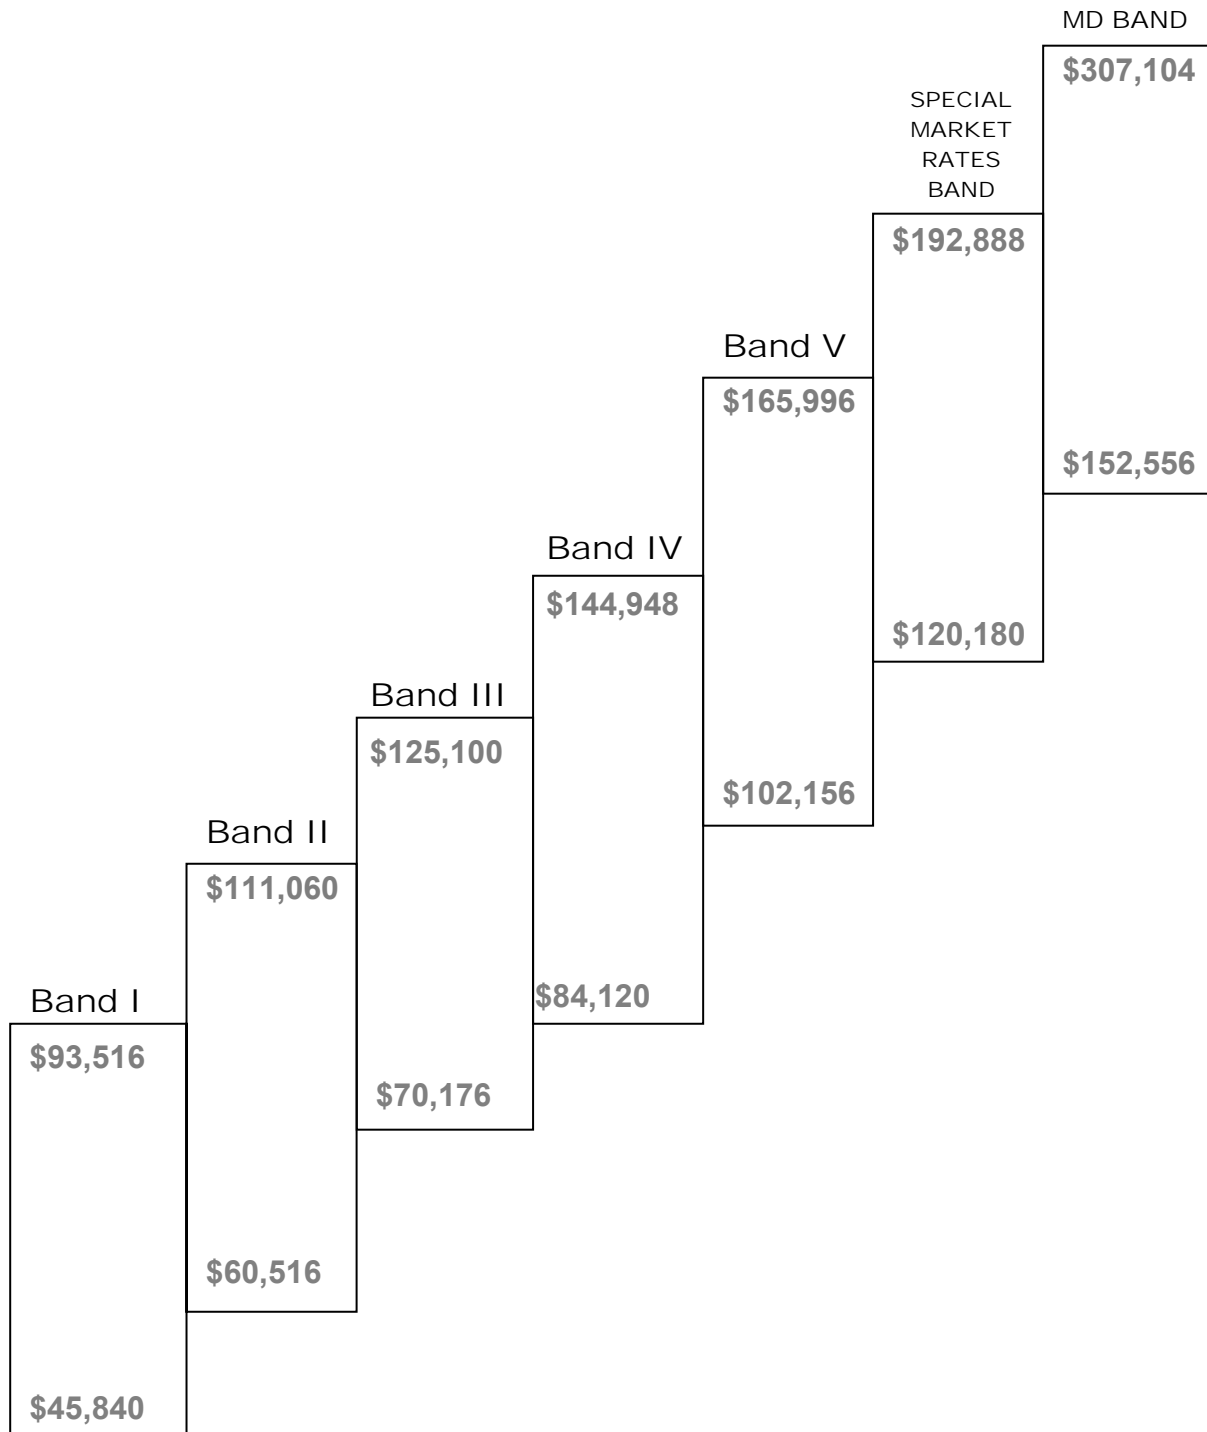 MD BAND
$307,104
SPECIAL
MARKET
RATES
BAND
$192,888
Band V
$165,996
$152,556
Band IV
$144,948
$120,180
Band III
$125,100
$102,156
Band II
$111,060
Band I
$84,120
$93,516
$70,176
$60,516
$45,840